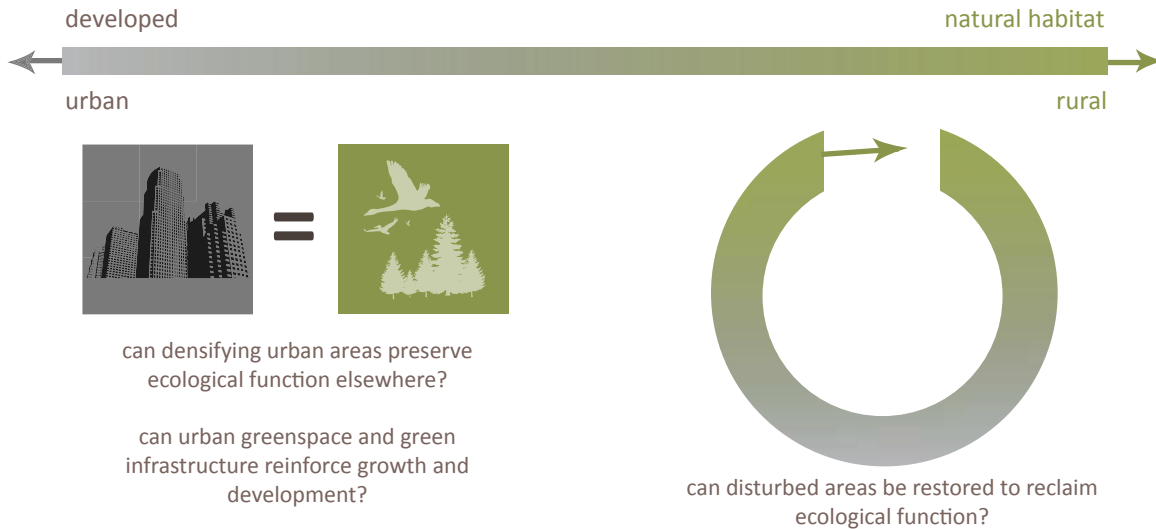 developed
natural habitat
urban
rural
can densifying urban areas preserve
ecological function elsewhere?
can urban greenspace and green
infrastructure reinforce growth and
development?
can disturbed areas be restored to reclaim
ecological function?